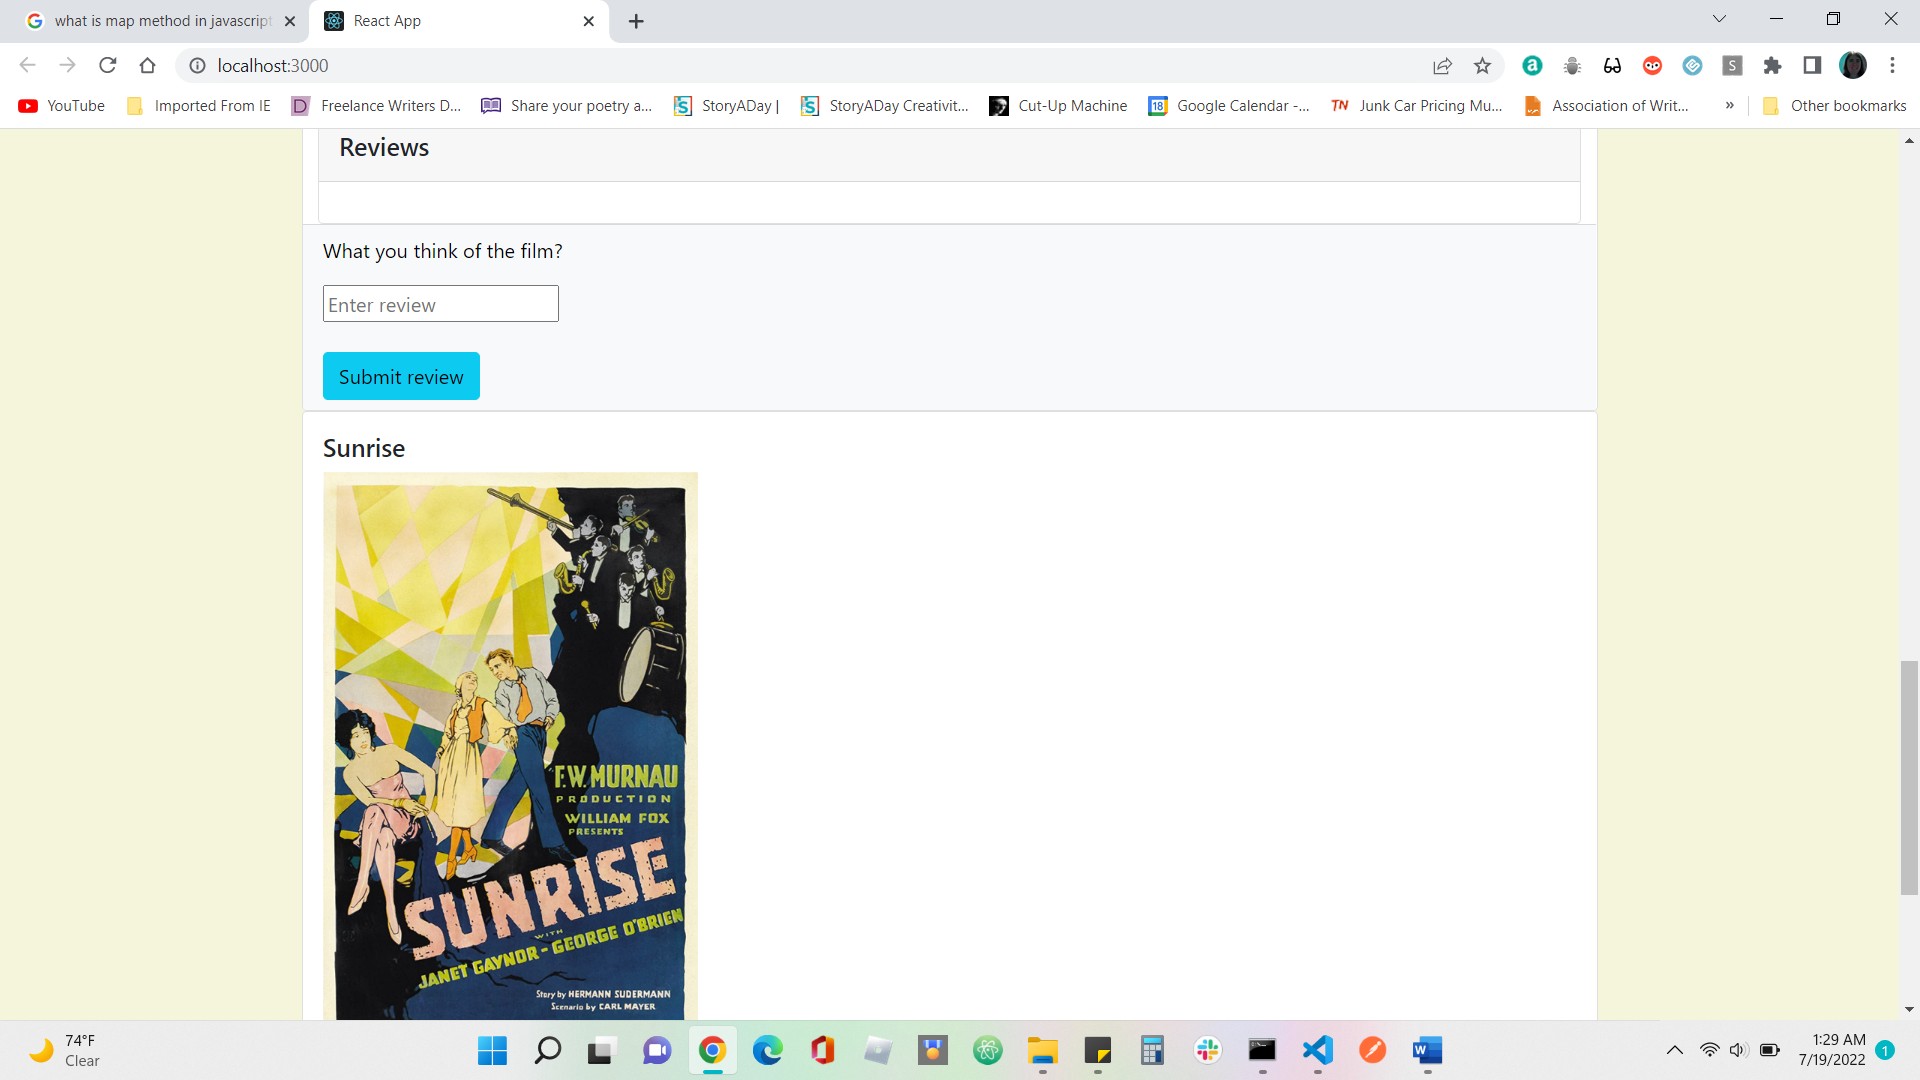 what is map method in javascript
React App
localhost:3000
YouTube
Imported From IE
Freelance Writers D...
Share your poetry a...
StoryADay |
StoryADay Creativit...
18
Cut-Up Machine
Google Calendar -...
TN
Junk Car Pricing Mu...
Association of Writ...
»
Other bookmarks
Reviews
What you think of the film?
Enter review
Submit review
Sunrise
F.W. MURNAU
PRODUCTION
WILLIAM FOX
PRESENTS
SUNRISE
WITH
JANET GAYNOR - GEORGE O'BRIEN
Story by HERMANN SUDERMANN
Scenario by CARL MAYER
74°F
Clear
1:29 AM
7/19/2022
1